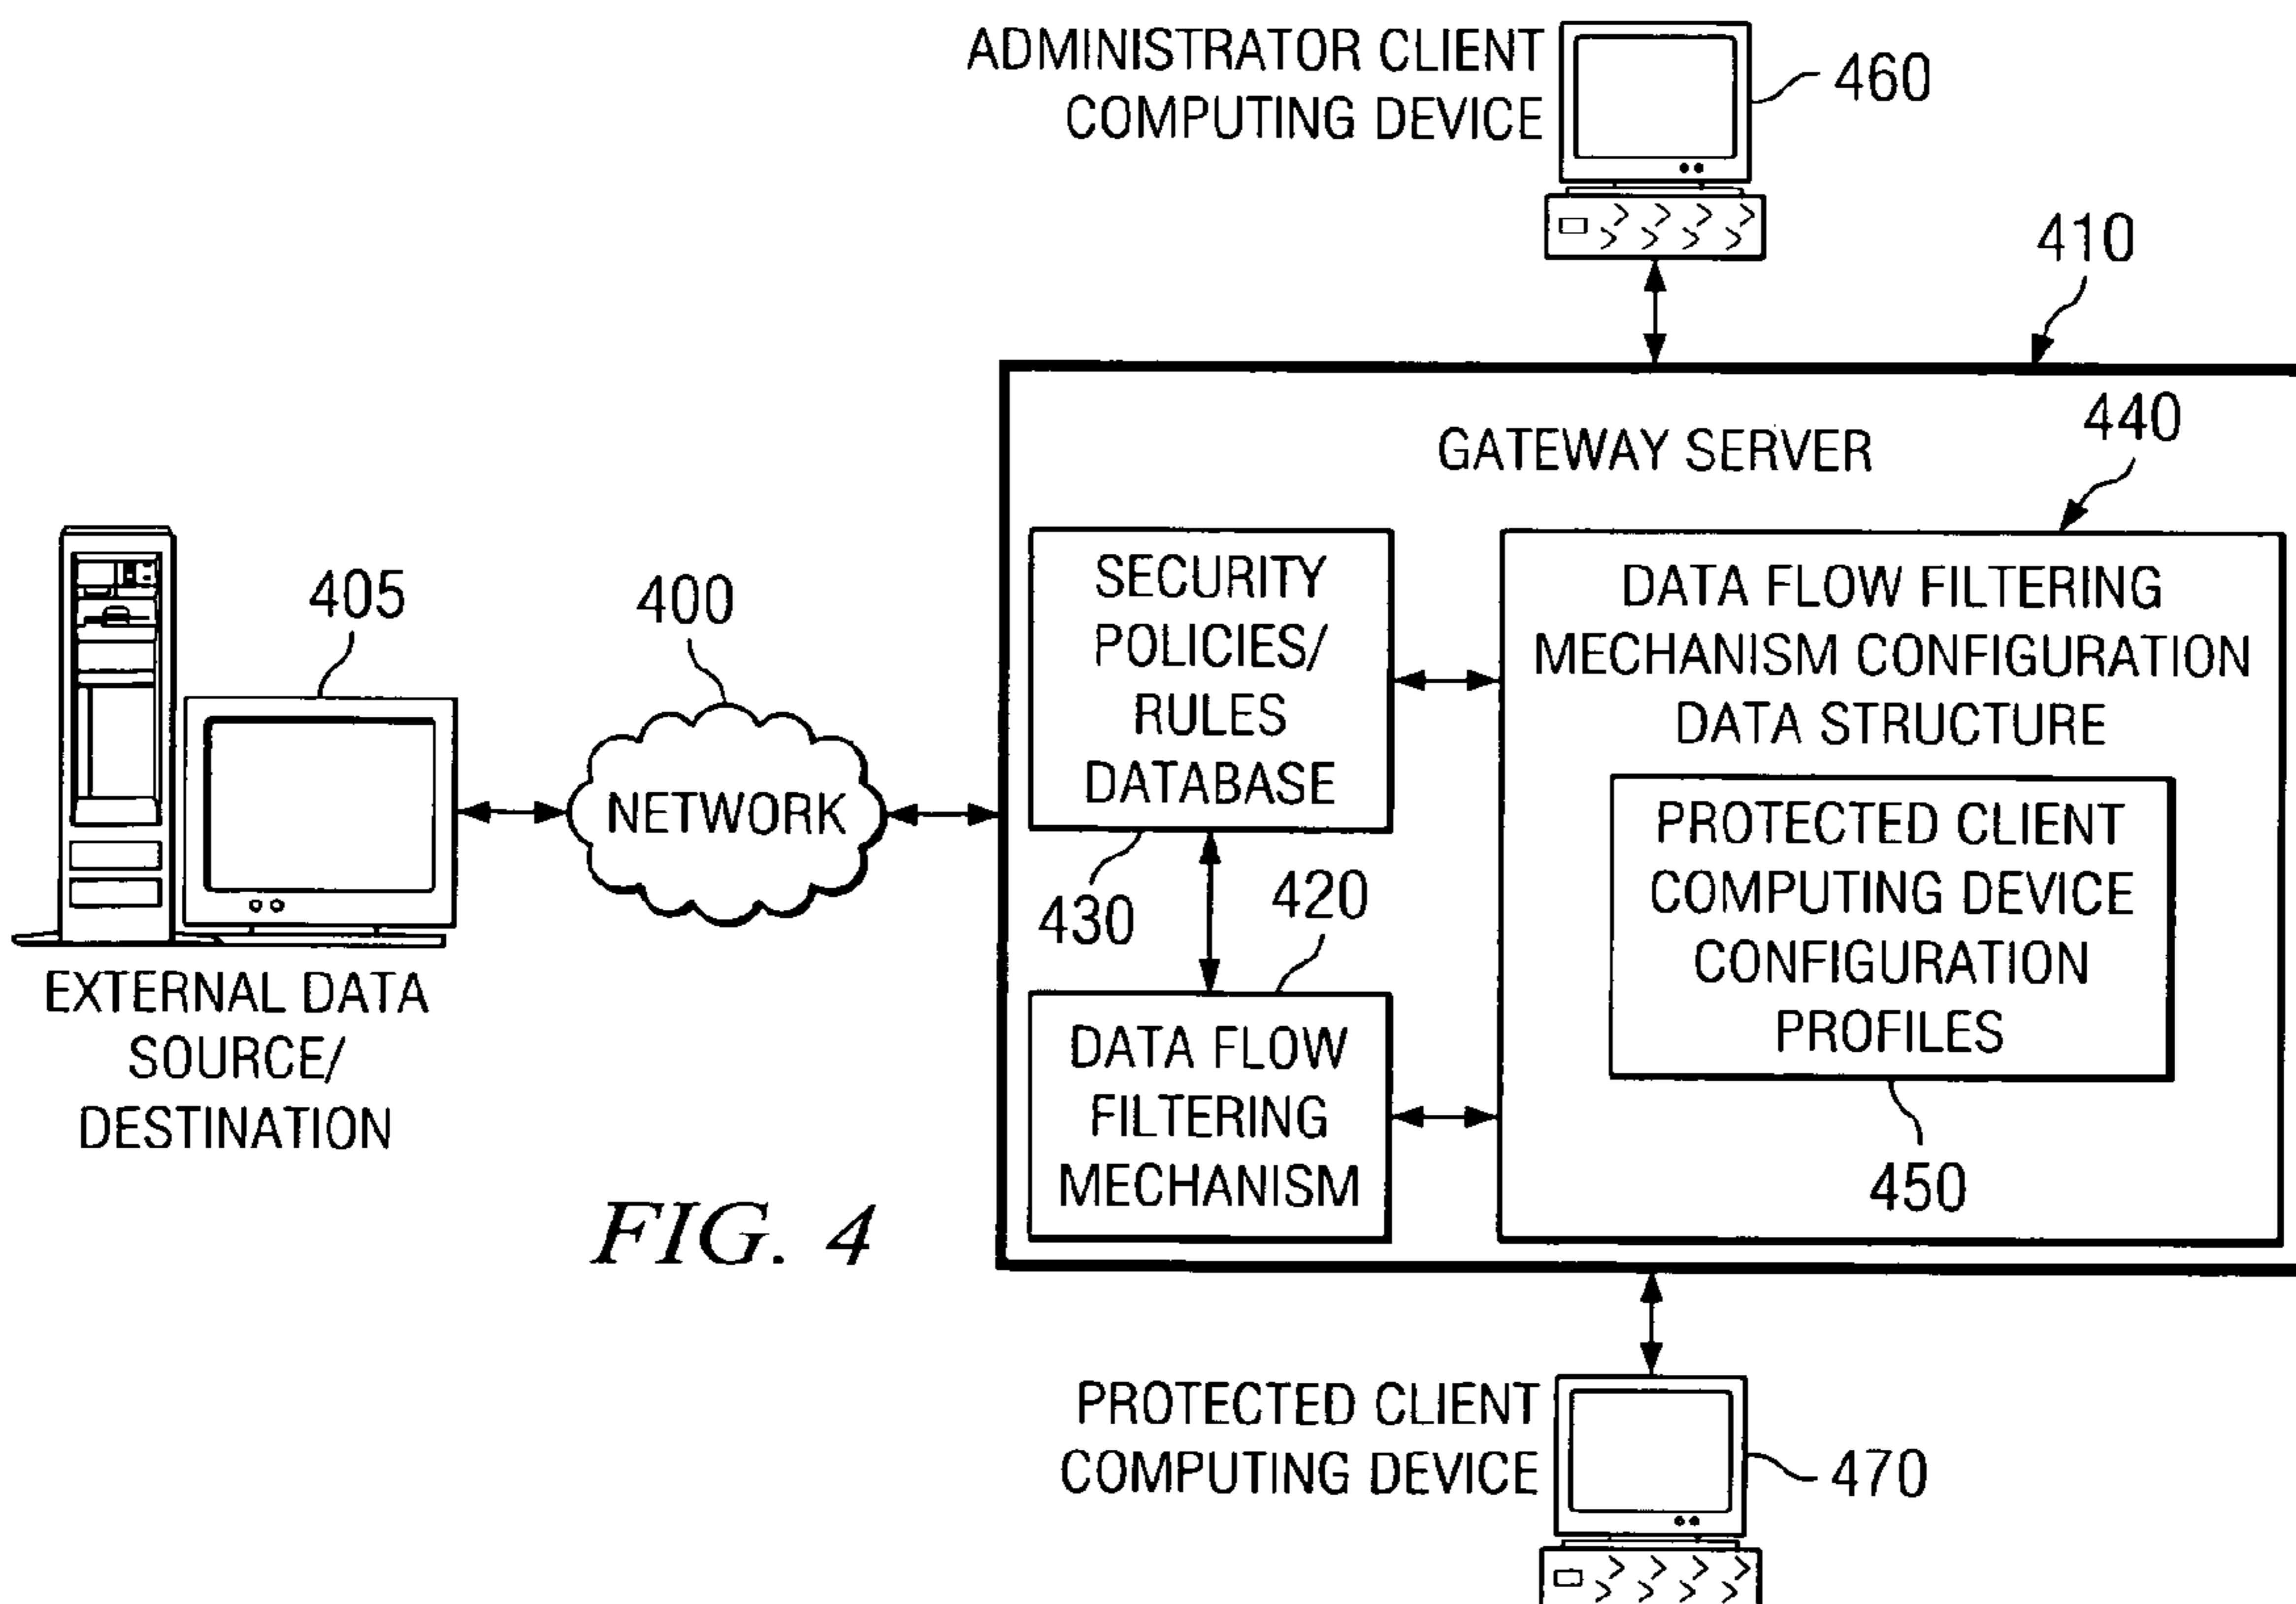 ADMINISTRATOR CLIENT
COMPUTING DEVICE
460
410
GATEWAY SERVER
440
405
400
SECURITY
POLICIES/
RULES
DATABASE
DATA FLOW FILTERING
MECHANISM CONFIGURATION
DATA STRUCTURE
NETWORK
PROTECTED CLIENT
COMPUTING DEVICE
CONFIGURATION
PROFILES
430
420
EXTERNAL DATA
SOURCE/
DESTINATION
DATA FLOW
FILTERING
MECHANISM
450
FIG. 4
PROTECTED CLIENT
COMPUTING DEVICE
470